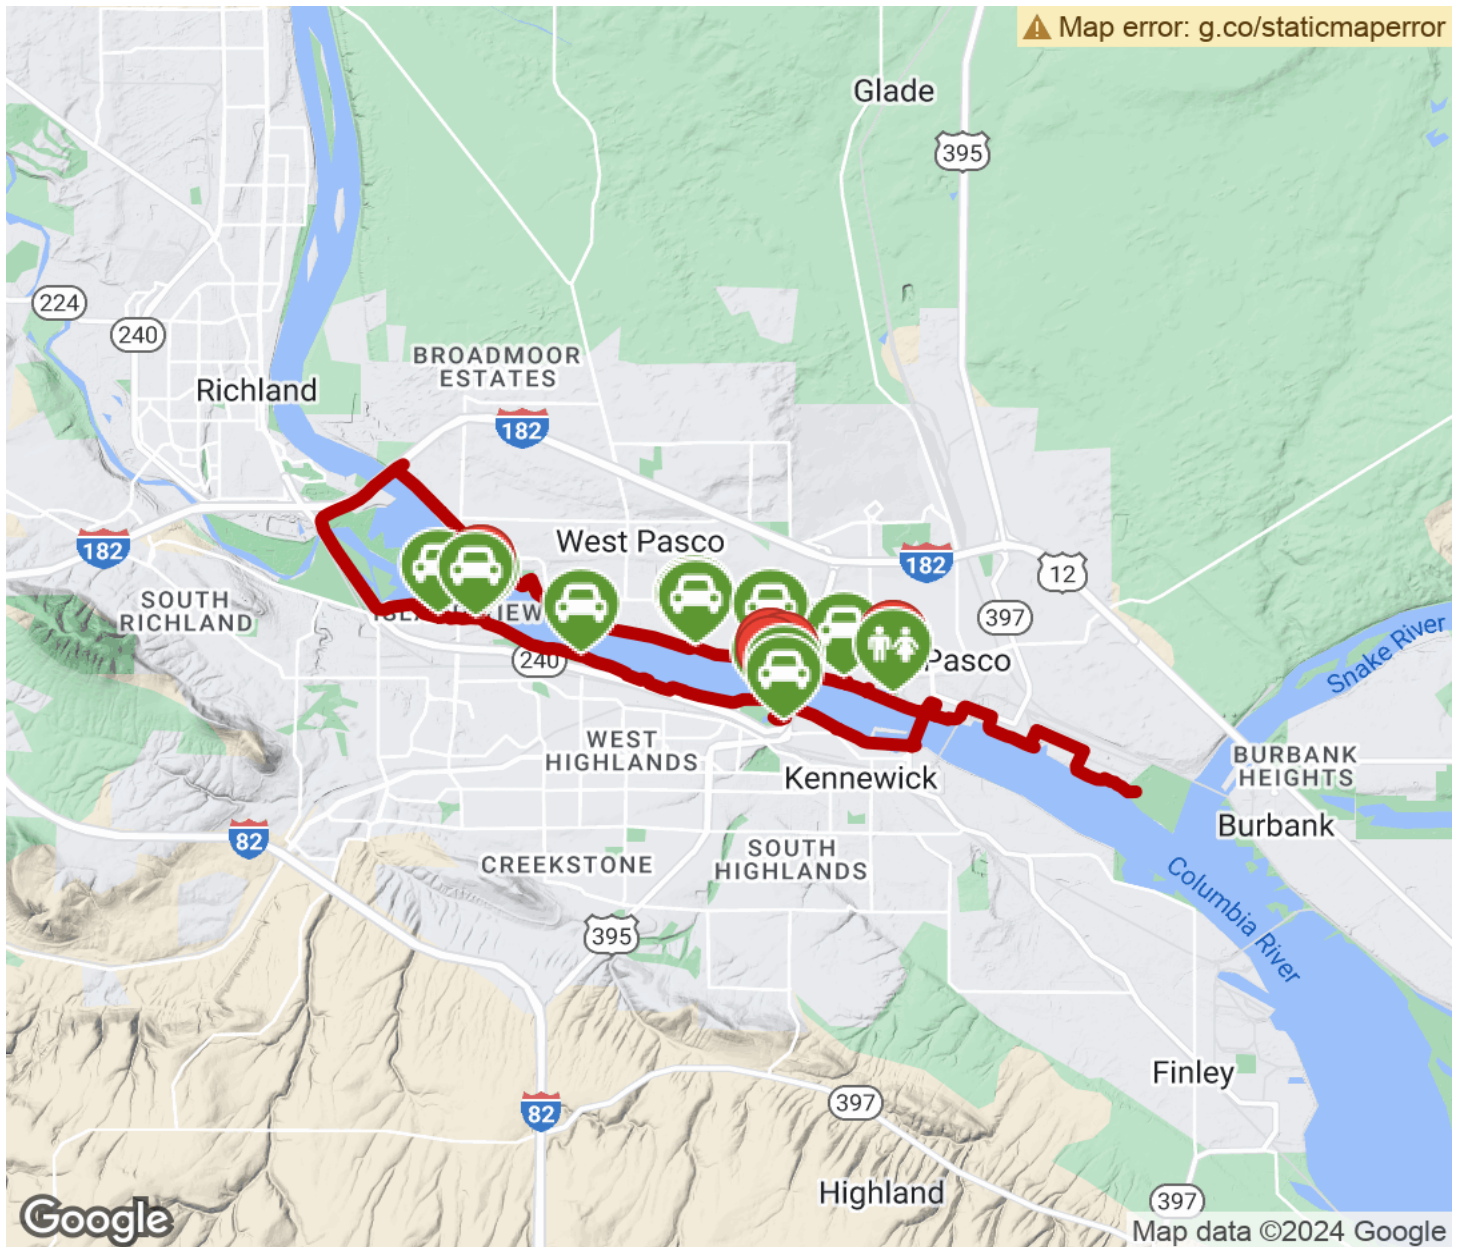 Map error: g.co/staticmaperror
Glade
395
224
240
BROADMOOR
ESTATES
Richland
182
West Pasco
182
182
12
SOUTH
RICHLAND
397
Snake River
240
Pasco
WEST
HIGHLANDS
BURBANK
HEIGHTS
Kennewick
Burbank
82
CREEKSTONE
SOUTH
HIGHLANDS
Columbia River
395
Finley
82
397
Highland
397
Google
Map data ©2024 Google